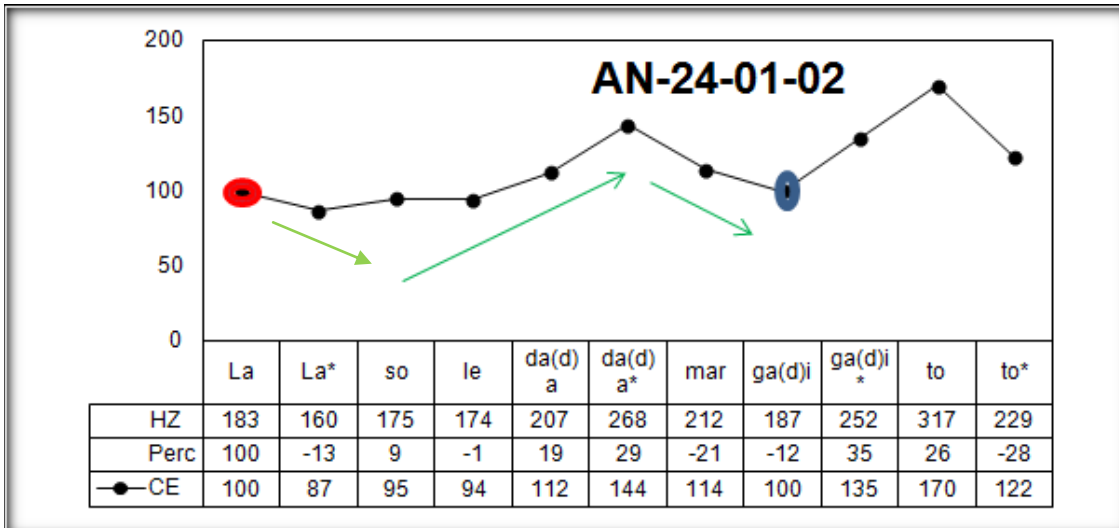 AN-24-01-02
200
150
100
50
0
La La* so le da(d)a da(d)a* mar ga(d)i ga(d)i* to to*
HZ 183 160 175 174 207 268 212 187 252 317 229
Perc 100 -13 9 -1 19 29 -21 -12 35 26 -28
CE 100 87 95 94 112 144 114 100 135 170 122